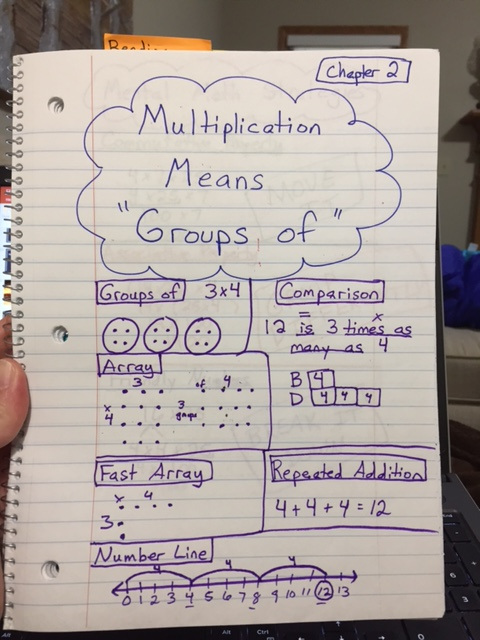 Readin
Chapter 2
Multiplication
Means
"Groups of"
Groups of 3x4
Comparison
= x
12 is 3 times as
many as 4
B 4
D 4 4 4
Array
3
x
4
of 4
3
groups
Fast Array
x 4
3
Repeated Addition
4+4+4=12
Number Line
4 4 4
0 1 2 3 4 5 6 7 8 9 10 11 12 13
Alt Ctrl